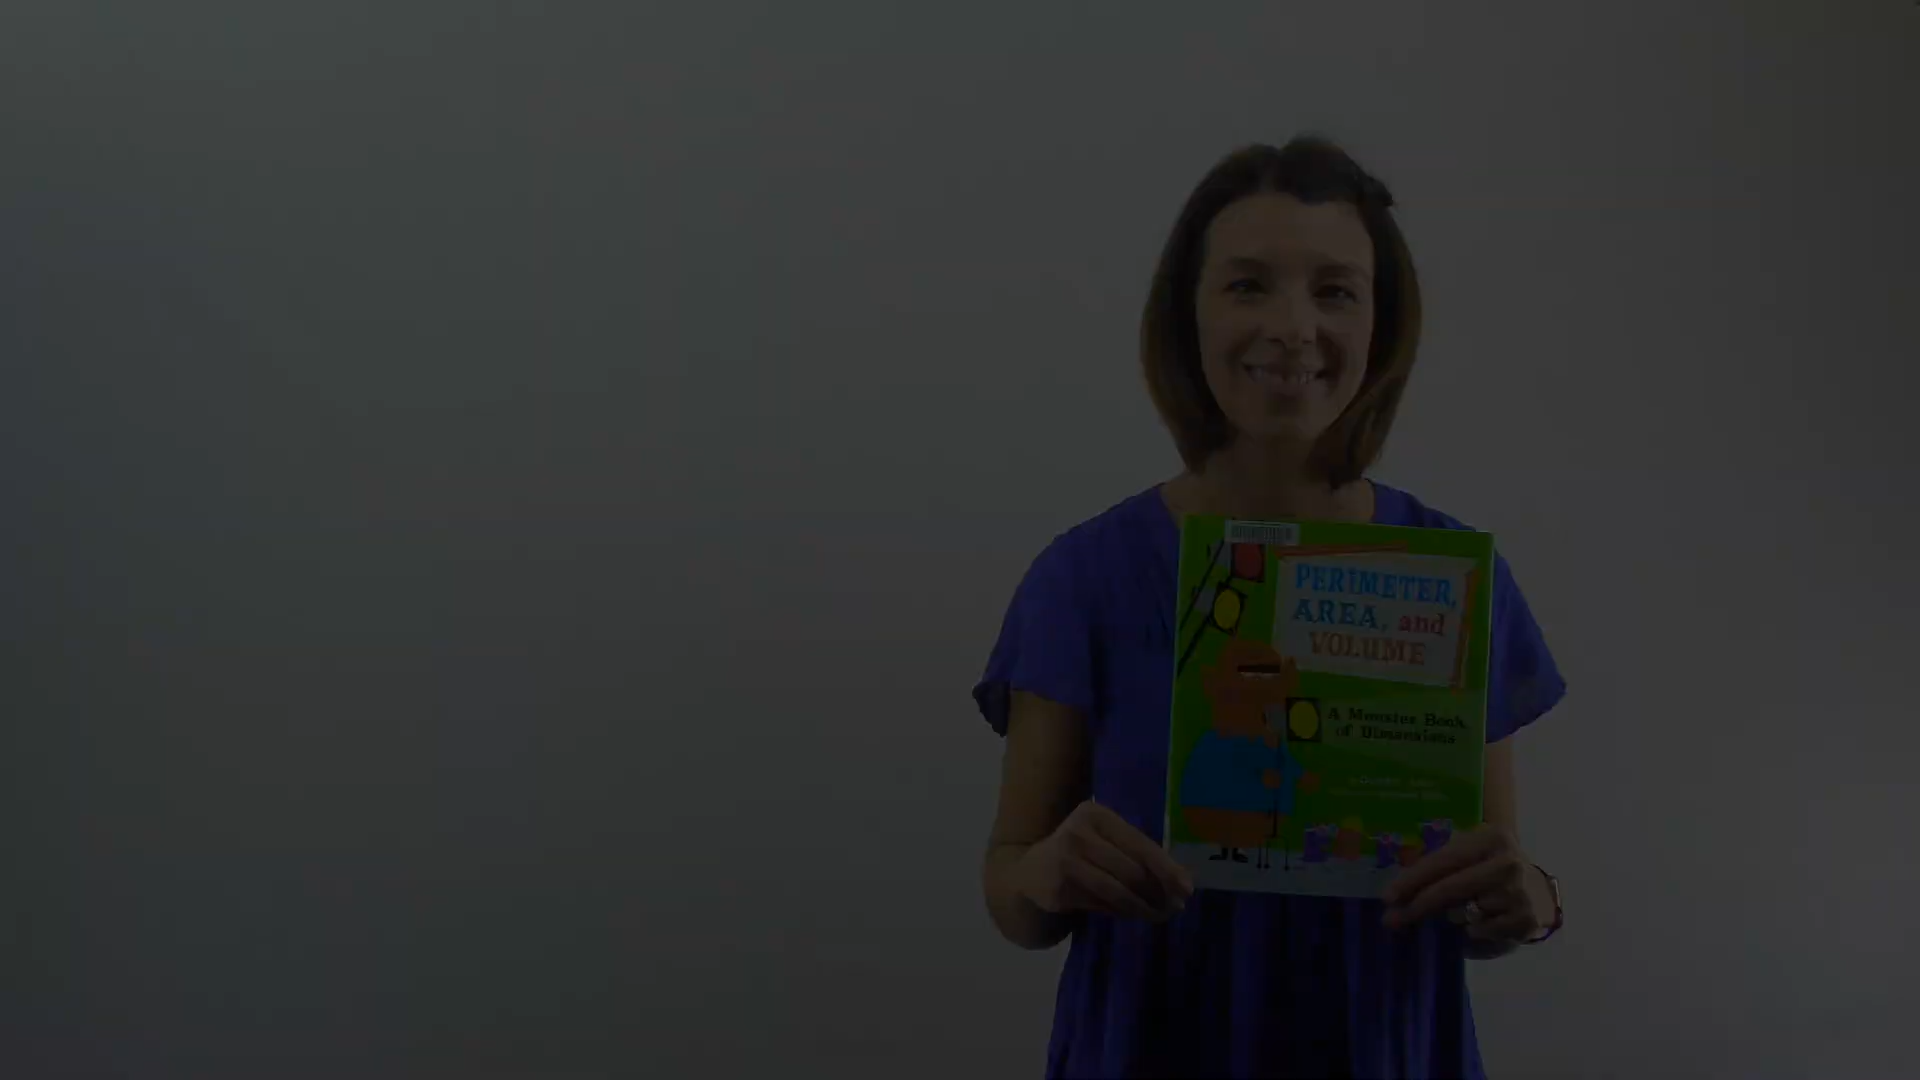 PERIMETER,
AREA, and
VOLUME
A Monster Book
of Dimensions